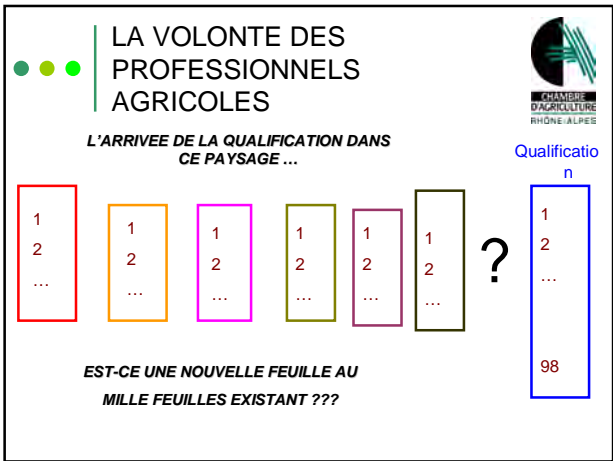 LA VOLONTE DES
PROFESSIONNELS
AGRICOLES
CHAMBRE
D'AGRICULTURE
RHÔNE-ALPES
L'ARRIVEE DE LA QUALIFICATION DANS
CE PAYSAGE …
Qualificatio
n
1
2
…
1
2
…
1
2
…
1
2
…
1
2
…
1
2
…
?
1
2
…
98
EST-CE UNE NOUVELLE FEUILLE AU
MILLE FEUILLES EXISTANT ???